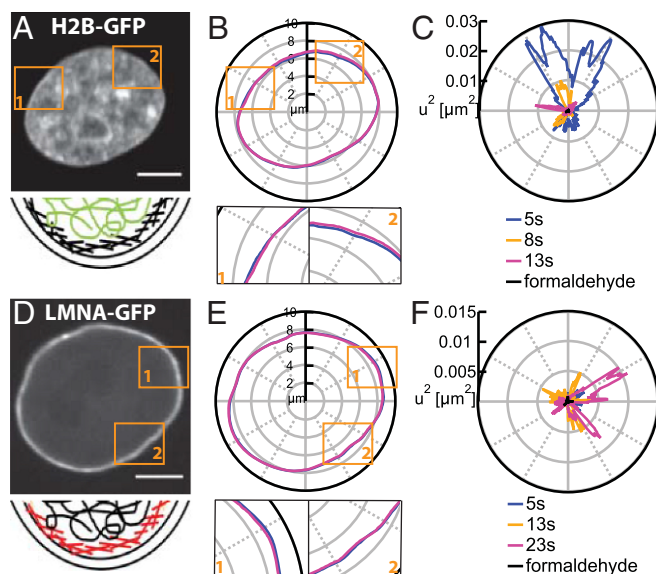 A H2B-GFP
1
2
B
10
8
6
4
2
µm
1
2
1
2
C
0.03
0.02
0.01
u² [µm²]
5s
8s
13s
formaldehyde
D LMNA-GFP
1
2
E
10
8
6
4
2
µm
1
2
1
2
F
0.015
0.01
0.005
u² [µm²]
5s
13s
23s
formaldehyde